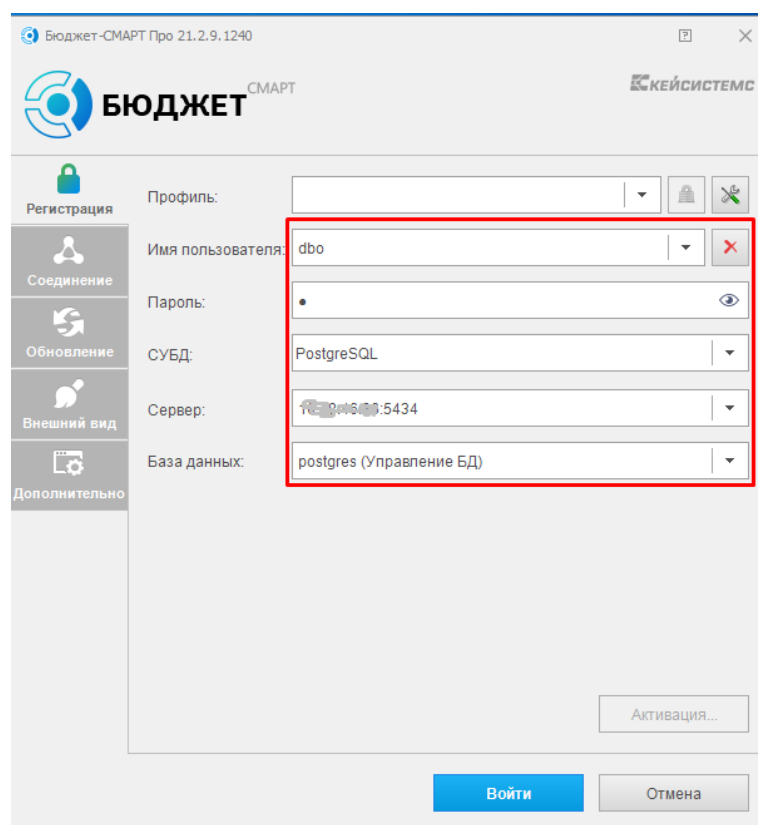 Бюджет-СМАРТ Про 21.2.9.1240
БЮДЖЕТ СМАРТ
КЕЙСИСТЕМС
Регистрация
Профиль:
Имя пользователя: dbo
Соединение
Пароль:
Обновление
СУБД: PostgreSQL
Внешний вид
Сервер: :5434
База данных: postgres (Управление БД)
Дополнительно
Активация...
Войти
Отмена